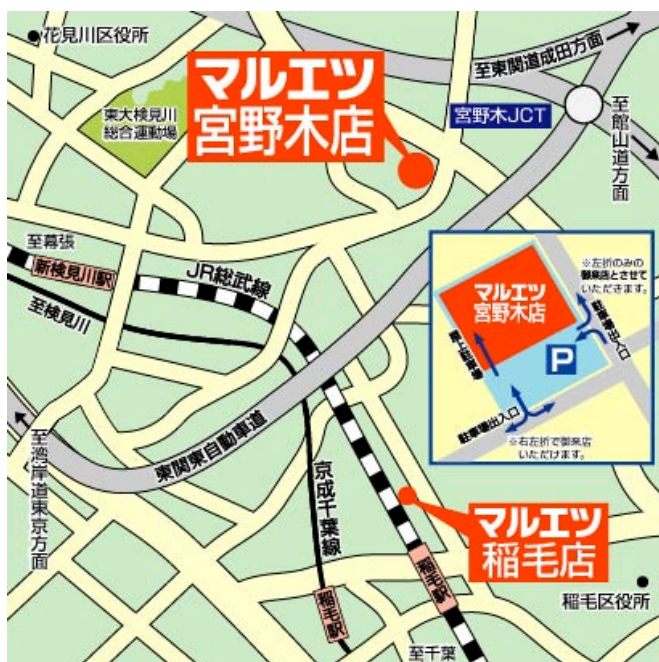 花見川区役所
マルエツ
宮野木店
東大検見川
総合運動場
至東関道成田方面
宮野木JCT
至館山道方面
至幕張
新検見川駅
JR総武線
至検見川
※左折のみの
御来店とさせて
いただきます。
マルエツ
宮野木店
駐車場出入口
屋上駐車場
P
駐車場出入口
※右左折で御来店
いただけます。
至湾岸道東京方面
東関東自動車道
京成千葉線
マルエツ
稲毛店
稲毛駅
稲毛駅
稲毛区役所
至千葉